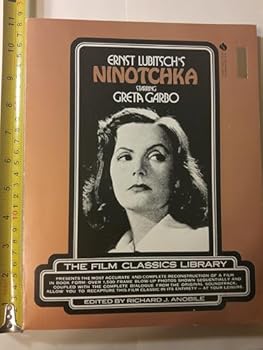 ERNST LUBITSCH'S
NINOTCHKA
STARRING
GRETA GARBO
THE FILM CLASSICS LIBRARY
PRESENTS THE MOST ACCURATE AND COMPLETE RECONSTRUCTION OF A FILM
IN BOOK FORM: OVER 1,500 FRAME BLOW-UP PHOTOS SHOWN SEQUENTIALLY AND
COUPLED WITH THE COMPLETE DIALOGUE FROM THE ORIGINAL SOUNDTRACK,
ALLOW YOU TO RECAPTURE THIS FILM CLASSIC IN ITS ENTIRETY — AT YOUR LEISURE.
EDITED BY RICHARD J. ANOBILE